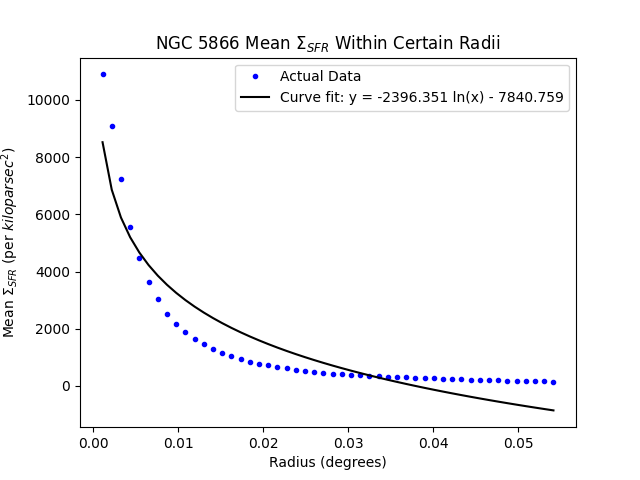 NGC 5866 Mean Σ_SFR Within Certain Radii
Actual Data
Curve fit: y = -2396.351 ln(x) - 7840.759
Mean Σ_SFR (per kiloparsec²)
10000
8000
6000
4000
2000
0
0.00 0.01 0.02 0.03 0.04 0.05
Radius (degrees)